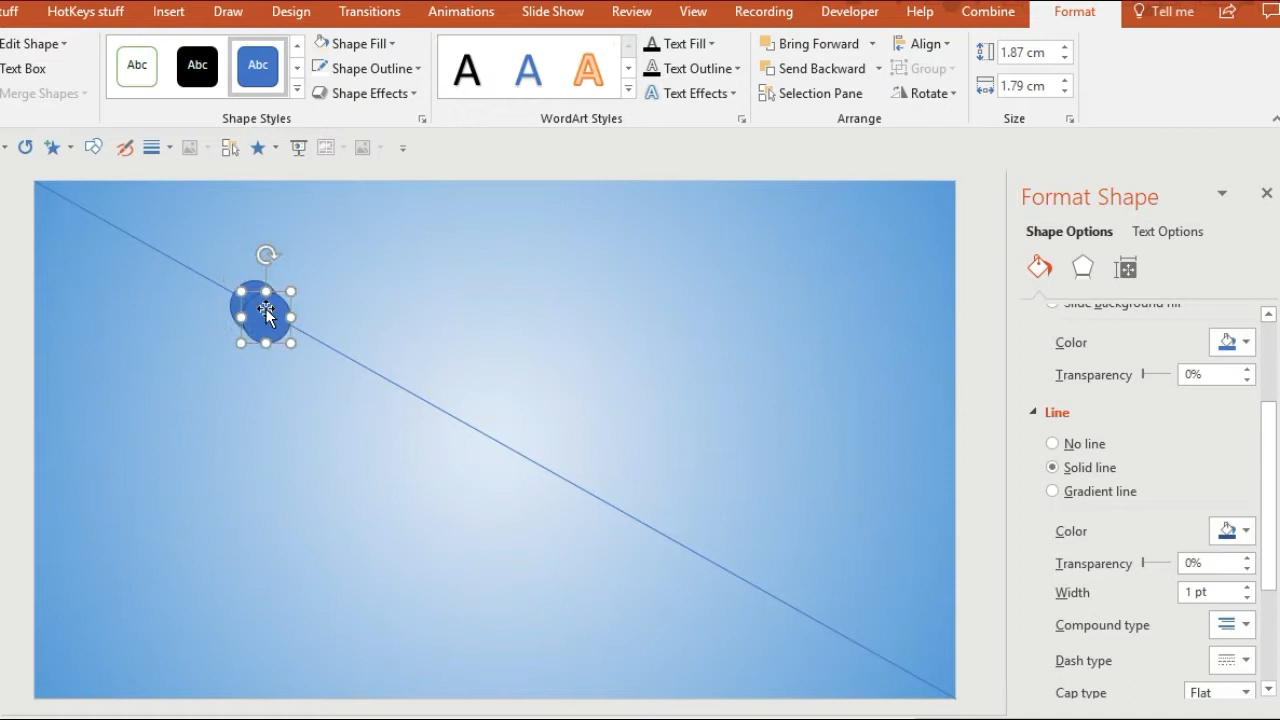 tuff HotKeys stuff Insert Draw Design Transitions Animations Slide Show Review View Recording Developer Help Combine Format Tell me
Edit Shape Abc Abc Abc Shape Fill A A A Text Fill Bring Forward Align 1.87 cm
Text Box Shape Outline Text Outline Send Backward Group 1.79 cm
Merge Shapes Shape Effects Text Effects Selection Pane Rotate
Shape Styles WordArt Styles Arrange Size
Format Shape
Shape Options Text Options
Slide Background fill
Color
Transparency 0%
Line
No line
Solid line
Gradient line
Color
Transparency 0%
Width 1 pt
Compound type
Dash type
Cap type Flat